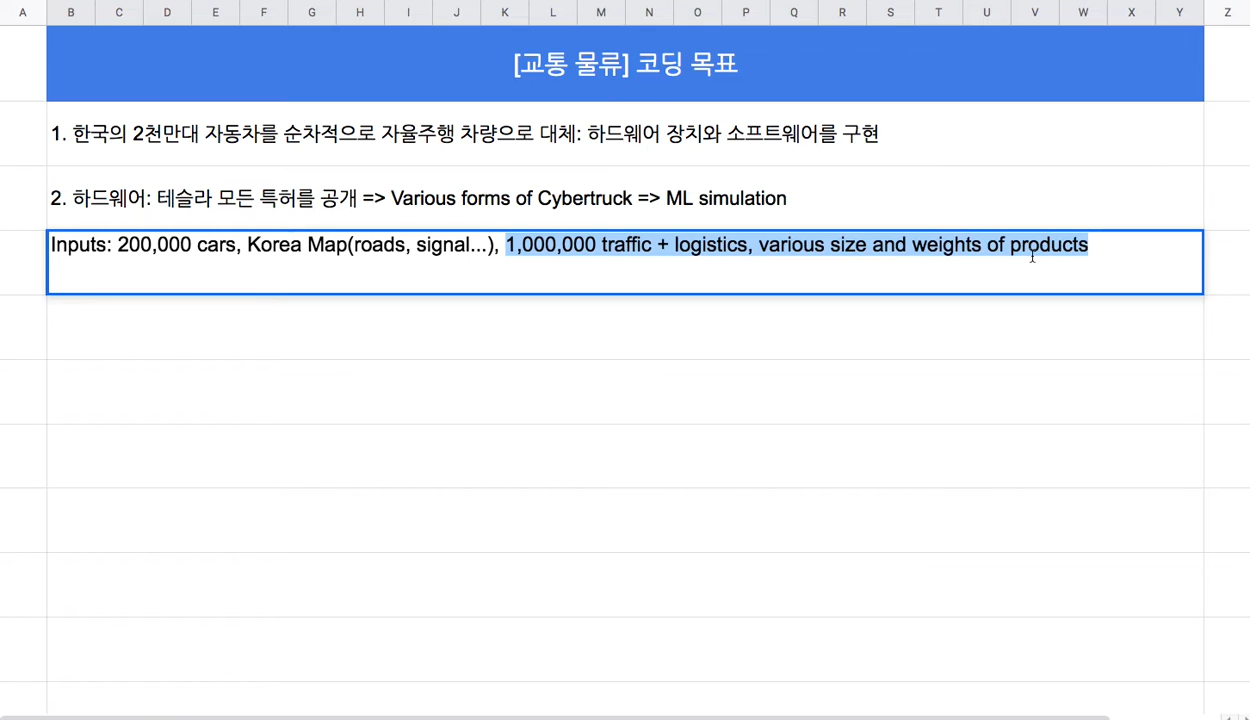 A B C D E F G H I J K L M N O P Q R S T U V W X Y Z
[교통 물류] 코딩 목표
1. 한국의 2천만대 자동차를 순차적으로 자율주행 차량으로 대체: 하드웨어 장치와 소프트웨어를 구현
2. 하드웨어: 테슬라 모든 특허를 공개 => Various forms of Cybertruck => ML simulation
Inputs: 200,000 cars, Korea Map(roads, signal...), 1,000,000 traffic + logistics, various size and weights of products